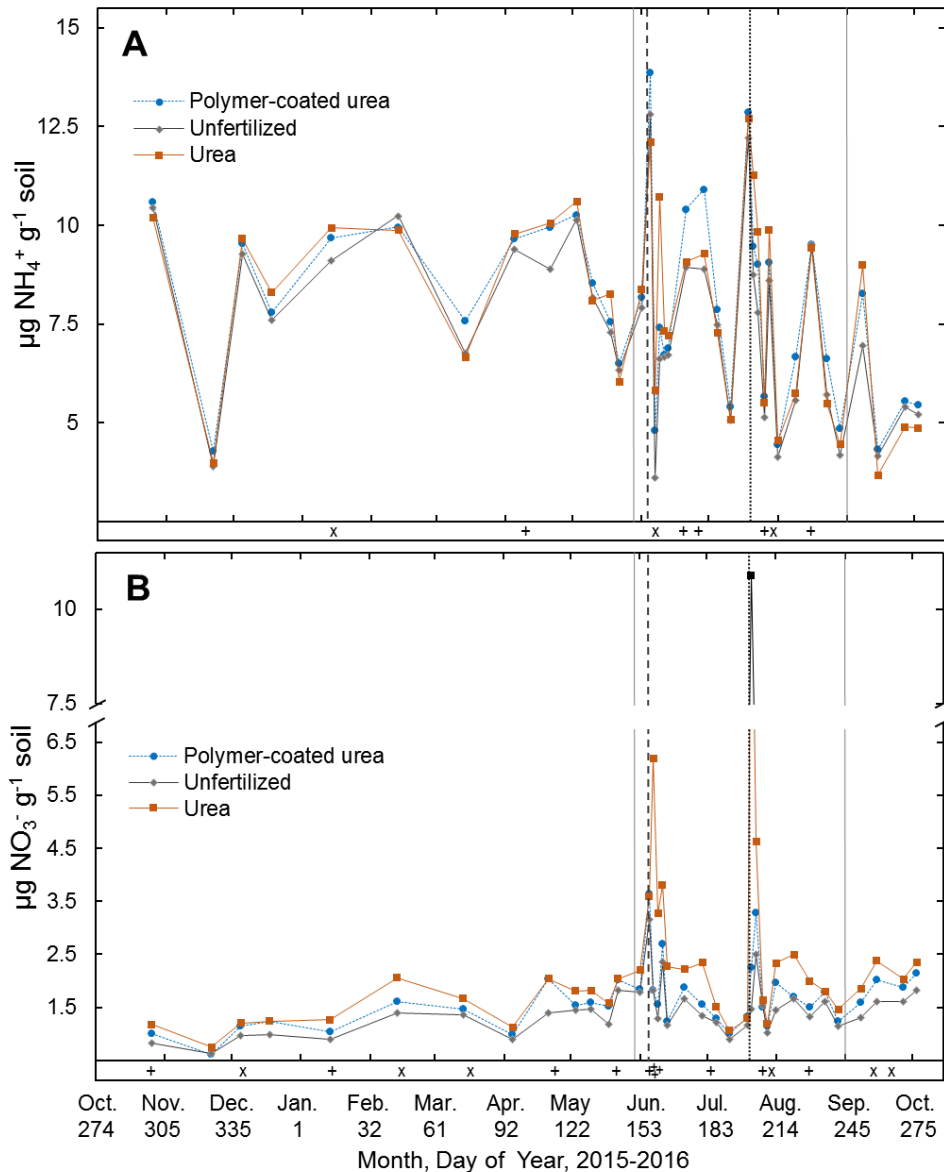 15
A
Polymer-coated urea
Unfertilized
Urea
12.5
10
7.5
5
µg NH₄⁺ g⁻¹ soil
x + x + + + x +
B
10
7.5
6.5
Polymer-coated urea
Unfertilized
Urea
5.5
4.5
3.5
2.5
1.5
µg NO₃⁻ g⁻¹ soil
+ x + x x + + + ‡ + + + x + x x
Oct. Nov. Dec. Jan. Feb. Mar. Apr. May Jun. Jul. Aug. Sep. Oct.
274 305 335 1 32 61 92 122 153 183 214 245 275
Month, Day of Year, 2015-2016